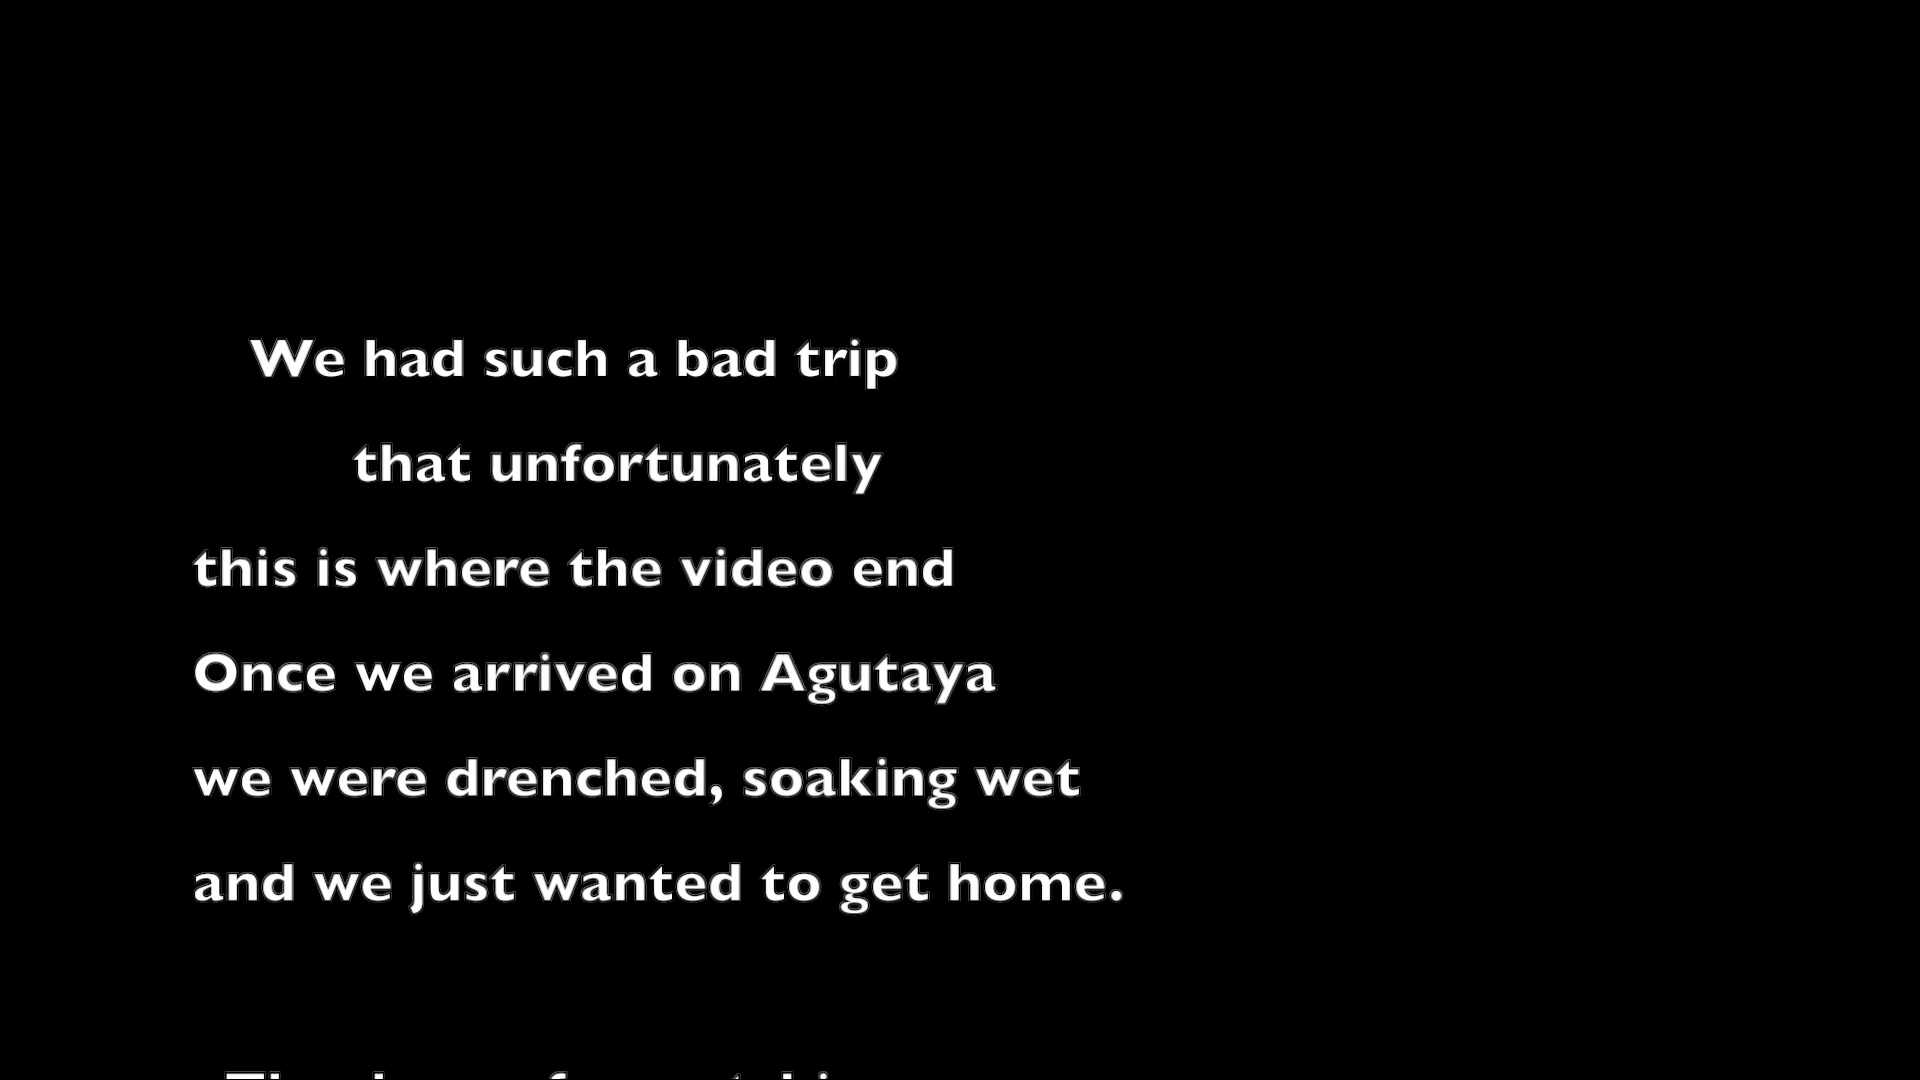 We had such a bad trip
that unfortunately
this is where the video end
Once we arrived on Agutaya
we were drenched, soaking wet
and we just wanted to get home.